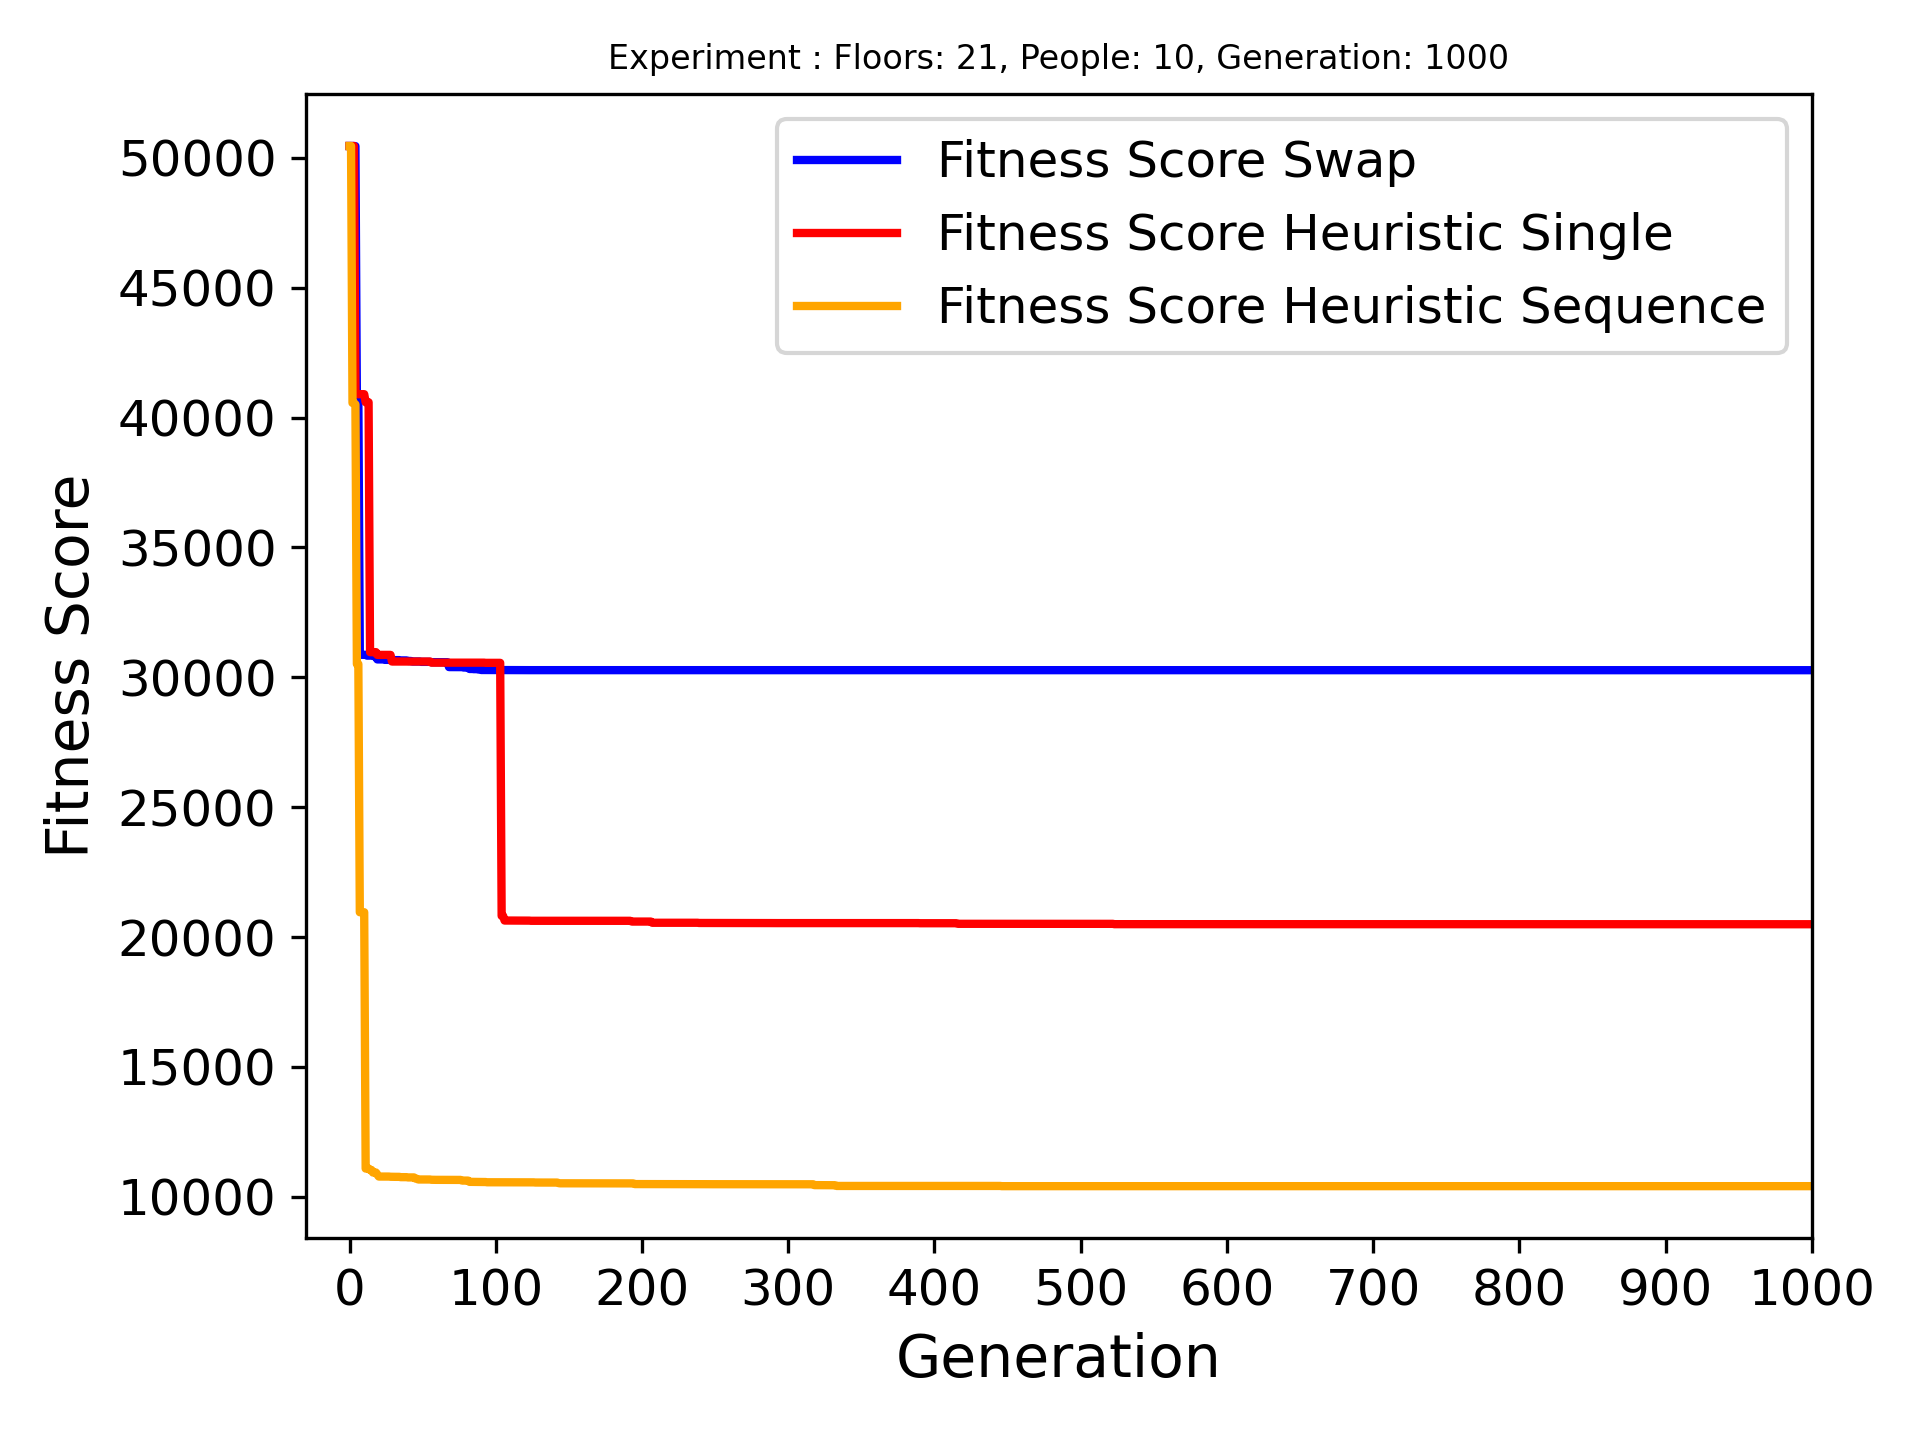 Experiment : Floors: 21, People: 10, Generation: 1000
Fitness Score Swap
Fitness Score Heuristic Single
Fitness Score Heuristic Sequence
50000
45000
40000
35000
30000
25000
20000
15000
10000
Fitness Score
0 100 200 300 400 500 600 700 800 900 1000
Generation